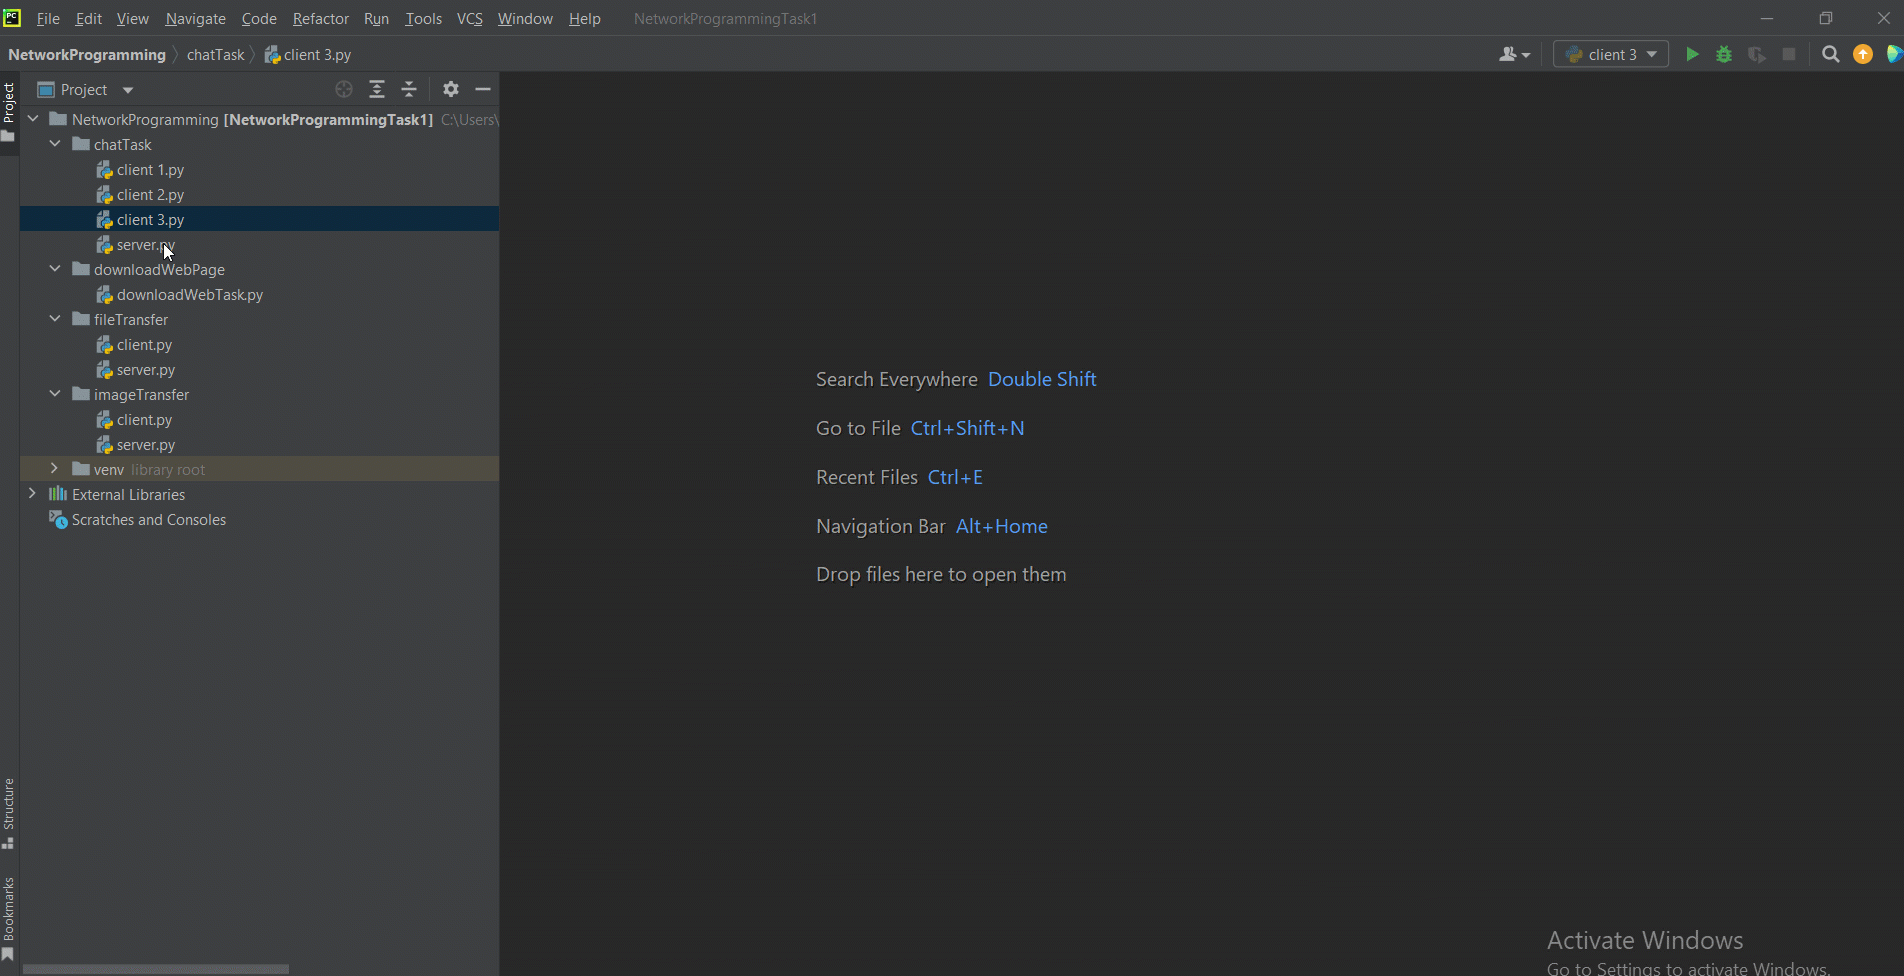 PC File Edit View Navigate Code Refactor Run Tools VCS Window Help NetworkProgrammingTask1
NetworkProgramming chatTask client 3.py client 3
Project
Project
NetworkProgramming [NetworkProgrammingTask1] C:\Users\
chatTask
client 1.py
client 2.py
client 3.py
server.py
downloadWebPage
downloadWebTask.py
fileTransfer
client.py
server.py
imageTransfer
client.py
server.py
venv library root
External Libraries
Scratches and Consoles
Structure
Bookmarks
Search Everywhere Double Shift
Go to File Ctrl+Shift+N
Recent Files Ctrl+E
Navigation Bar Alt+Home
Drop files here to open them
Activate Windows
Go to Settings to activate Windows.